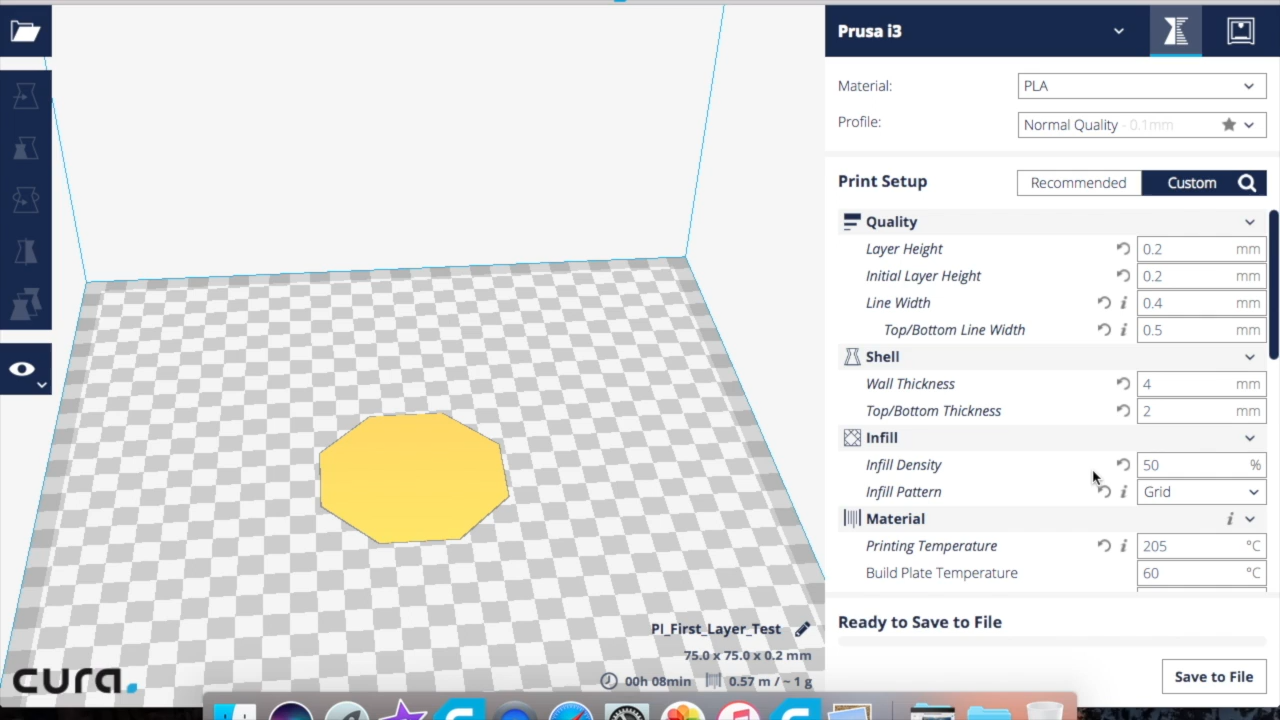 Prusa i3
Material: PLA
Profile: Normal Quality - 0.1mm
Print Setup Recommended Custom
Quality
Layer Height 0.2 mm
Initial Layer Height 0.2 mm
Line Width i 0.4 mm
Top/Bottom Line Width i 0.5 mm
Shell
Wall Thickness 4 mm
Top/Bottom Thickness 2 mm
Infill
Infill Density 50 %
Infill Pattern i Grid
Material i
Printing Temperature i 205 °C
Build Plate Temperature 60 °C
PI_First_Layer_Test
75.0 x 75.0 x 0.2 mm
00h 08min 0.57 m / ~ 1 g
Ready to Save to File
Save to File
cura.